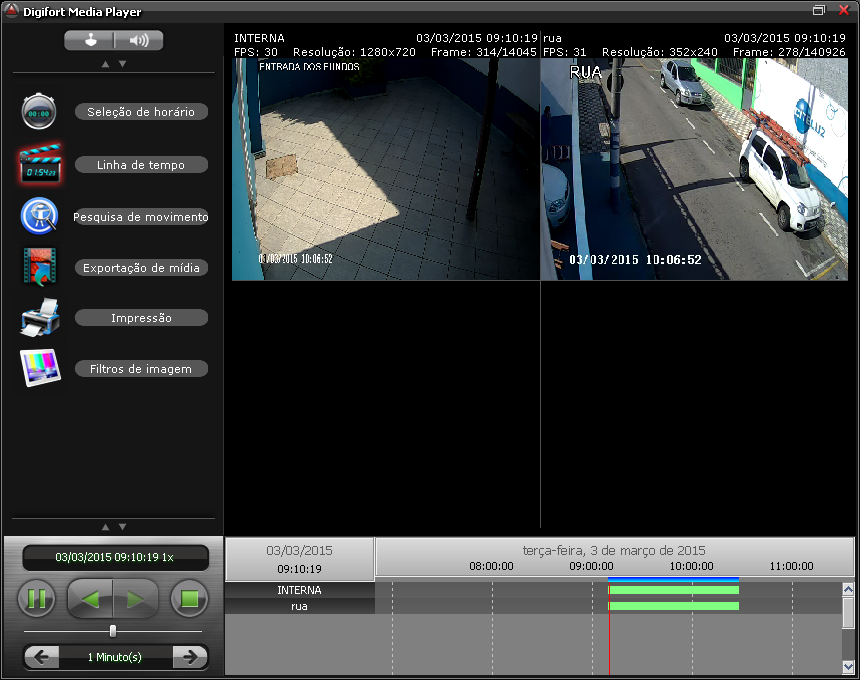 Digifort Media Player
INTERNA 03/03/2015 09:10:19
FPS: 30 Resolução: 1280x720 Frame: 314/14045
rua 03/03/2015 09:10:19
FPS: 31 Resolução: 352x240 Frame: 278/140926
ENTRADA DOS FUNDOS
03/03/2015 10:06:52
RUA
03/03/2015 10:06:52
00:00
Seleção de horário
01:54:23
Linha de tempo
Pesquisa de movimento
Exportação de mídia
Impressão
Filtros de imagem
03/03/2015 09:10:19 1x
1 Minuto(s)
03/03/2015
09:10:19
terça-feira, 3 de março de 2015
08:00:00 09:00:00 10:00:00 11:00:00
INTERNA
rua